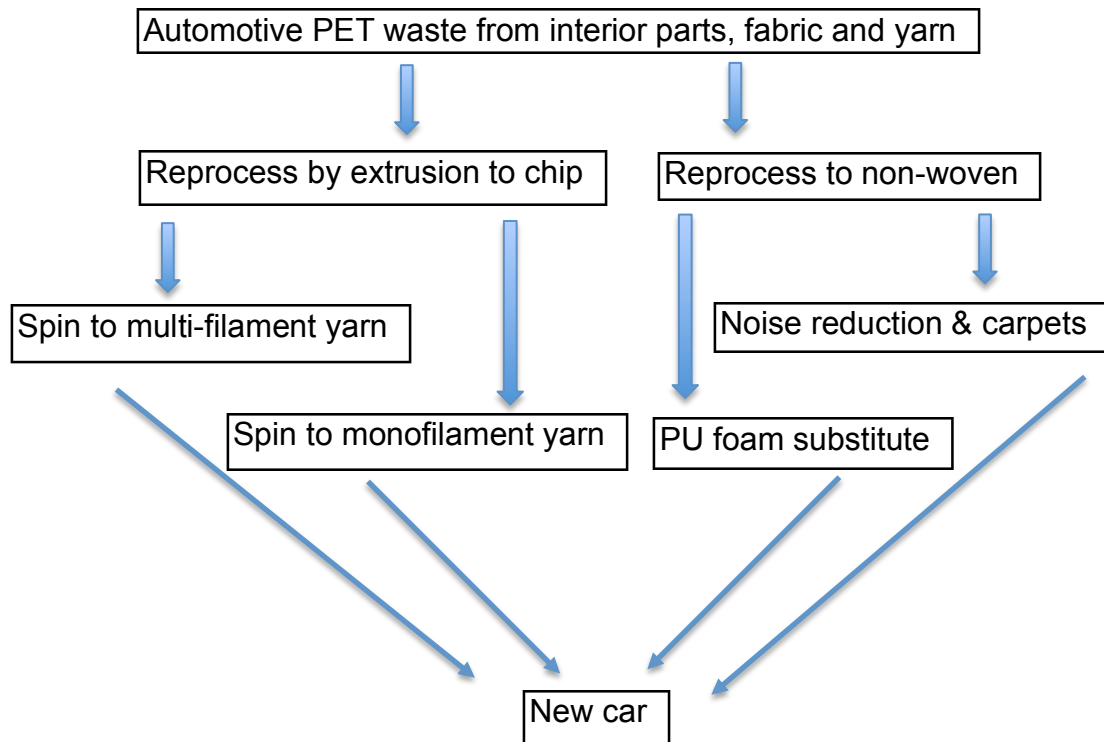 Automotive PET waste from interior parts, fabric and yarn
Reprocess by extrusion to chip
Reprocess to non-woven
Spin to multi-filament yarn
Noise reduction & carpets
Spin to monofilament yarn
PU foam substitute
New car